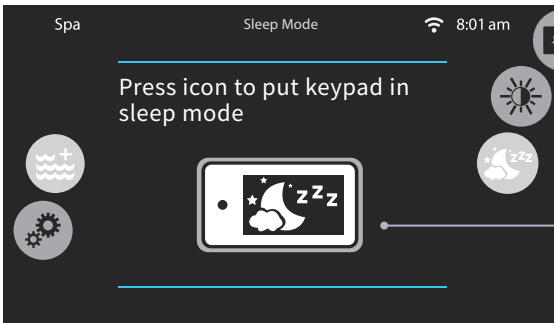 Spa
Sleep Mode
8:01 am
Press icon to put keypad in
sleep mode
z z z
z z z